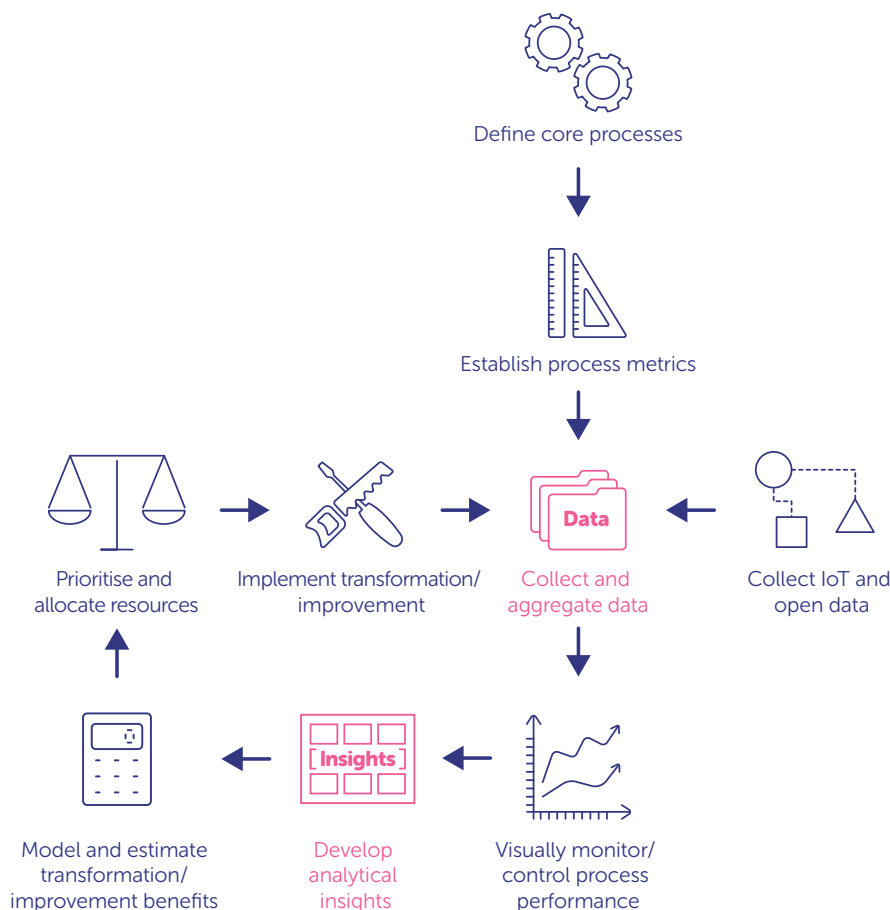 Define core processes
Establish process metrics
Data
Prioritise and
allocate resources
Implement transformation/
improvement
Collect and
aggregate data
Collect IoT and
open data
0
[Insights]
Model and estimate
transformation/
improvement benefits
Develop
analytical
insights
Visually monitor/
control process
performance